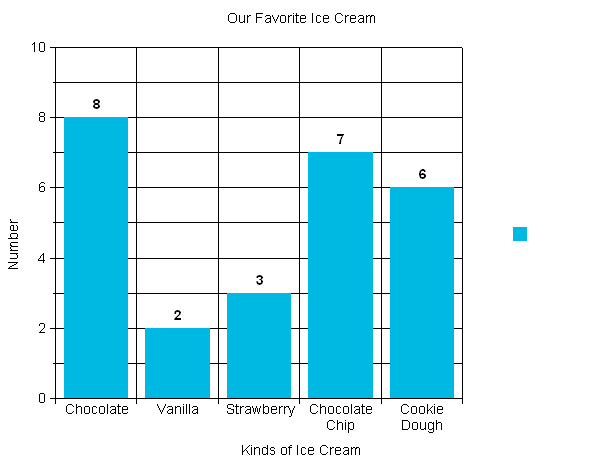 Our Favorite Ice Cream
10
8
6
4
2
0
Number
8
2
3
7
6
Chocolate
Vanilla
Strawberry
Chocolate
Chip
Cookie
Dough
Kinds of Ice Cream